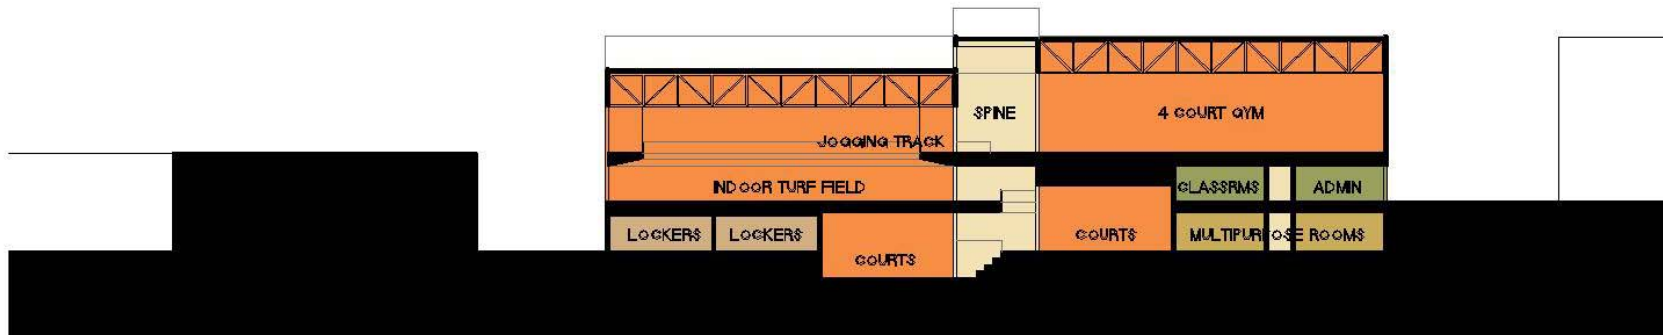 SPINE
4 COURT GYM
JOGGING TRACK
INDOOR TURF FIELD
CLASSRMS
ADMIN
LOCKERS
LOCKERS
COURTS
COURTS
MULTIPURPOSE ROOMS